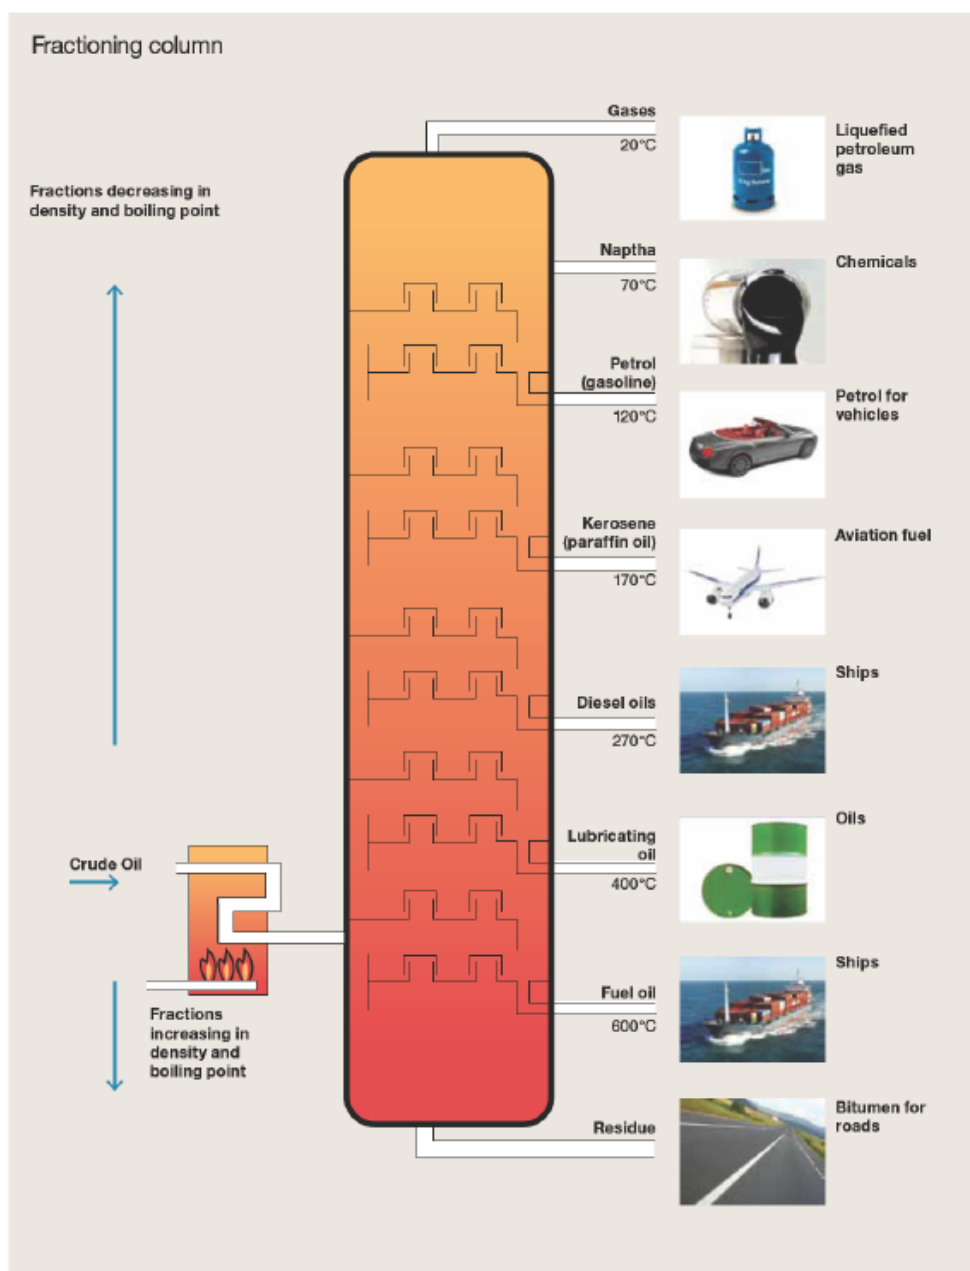 Fractioning column
Gases
20°C
Liquefied
petroleum
gas
Fractions decreasing in
density and boiling point
Naptha
70°C
Chemicals
Petrol
(gasoline)
120°C
Petrol for
vehicles
Kerosene
(paraffin oil)
170°C
Aviation fuel
Diesel oils
270°C
Ships
Lubricating
oil
400°C
Oils
Crude Oil
Fractions
increasing in
density and
boiling point
Fuel oil
600°C
Ships
Residue
Bitumen for
roads